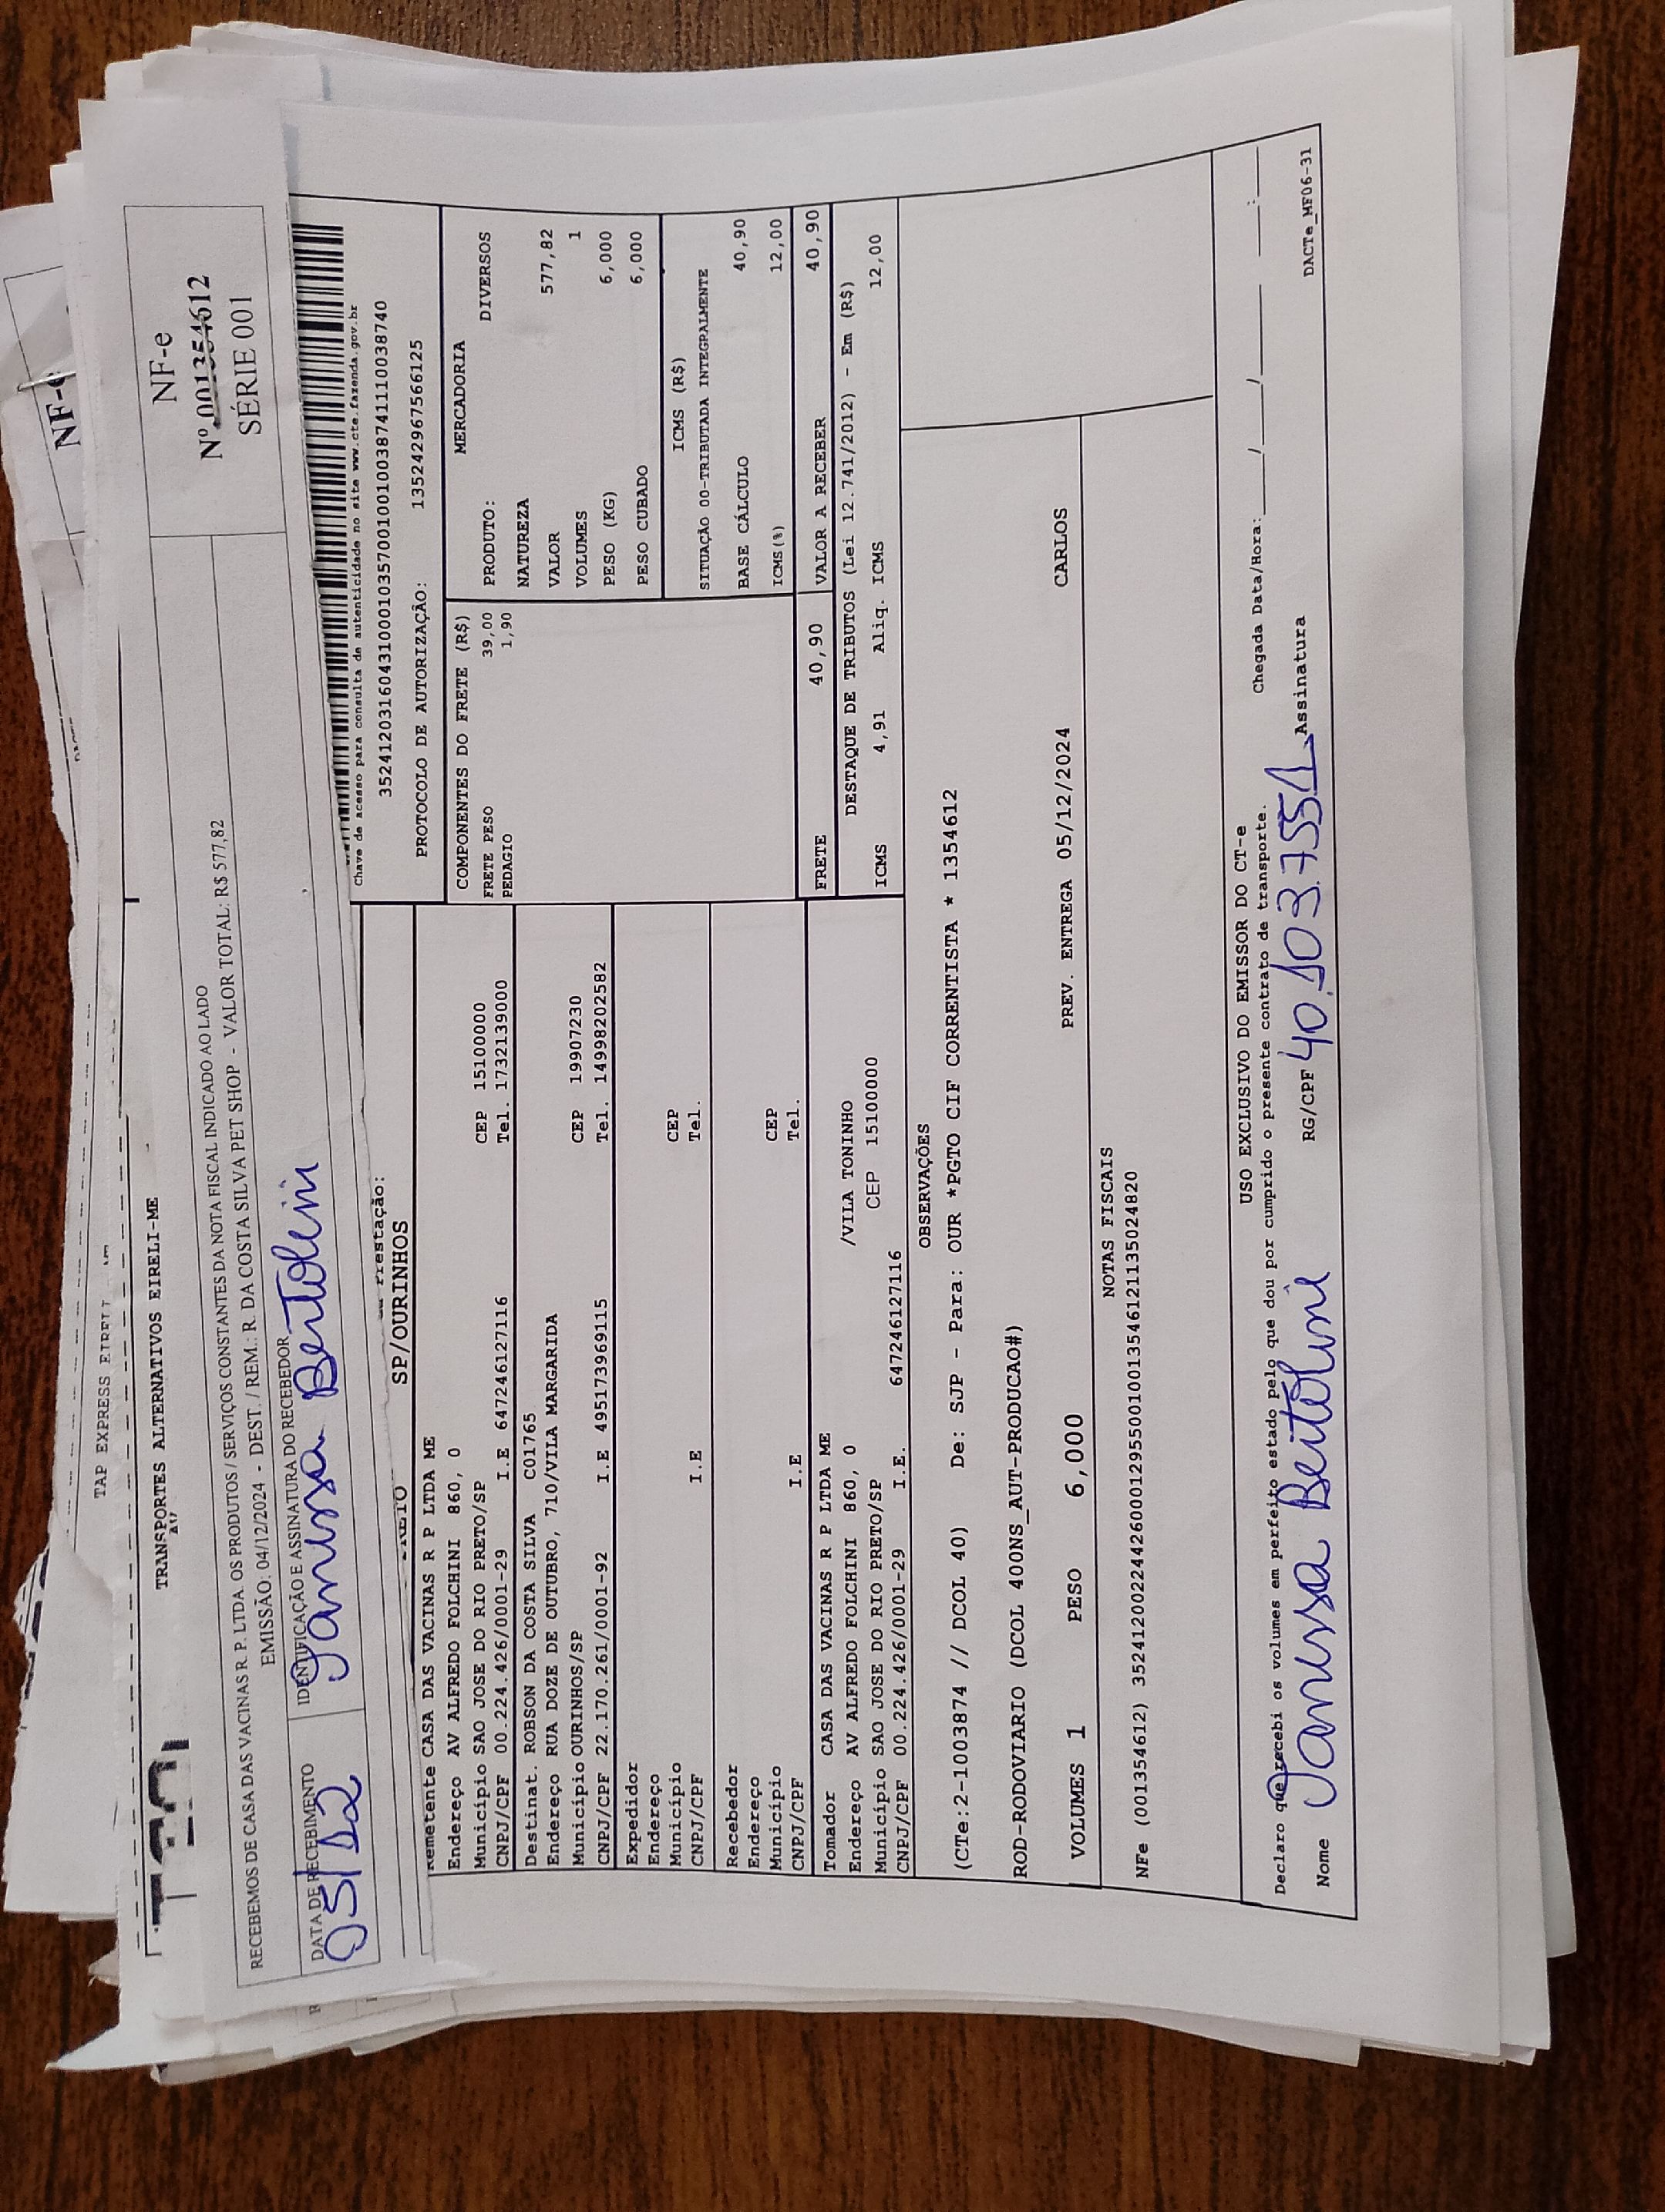 NF-e
TAP EXPRESS EIRELI
TRANSPORTES ALTERNATIVOS EIRELI-ME
RECEBEMOS DE CASA DAS VACINAS R. P. LTDA. OS PRODUTOS / SERVIÇOS CONSTANTES DA NOTA FISCAL INDICADO AO LADO
EMISSÃO: 04/12/2024 - DEST. / REM.: R. DA COSTA SILVA PET SHOP - VALOR TOTAL: R$ 577,82
NF-e
Nº 001354612
SÉRIE 001
DATA DE RECEBIMENTO
05/12
IDENTIFICAÇÃO E ASSINATURA DO RECEBEDOR
Janussa Bertolini
Chave de acesso para consulta de autenticidade no site www.cte.fazenda.gov.br
35241203160431000103570010010038741110038740
PROTOCOLO DE AUTORIZAÇÃO: 135242967566125
Prestação:
SP/OURINHOS
Remetente CASA DAS VACINAS R P LTDA ME
Endereço AV ALFREDO FOLCHINI 860, 0
Município SAO JOSE DO RIO PRETO/SP CEP 15100000
CNPJ/CPF 00.224.426/0001-29 I.E 647246127116 Tel. 1732139000
Destinat. ROBSON DA COSTA SILVA C01765
Endereço RUA DOZE DE OUTUBRO, 710/VILA MARGARIDA
Município OURINHOS/SP CEP 19907230
CNPJ/CPF 22.170.261/0001-92 I.E 495173969115 Tel. 14998202582
Expedidor
Endereço
Município CEP
CNPJ/CPF I.E Tel.
Recebedor
Endereço
Município CEP
CNPJ/CPF I.E Tel.
Tomador CASA DAS VACINAS R P LTDA ME
Endereço AV ALFREDO FOLCHINI 860, 0 /VILA TONINHO
Município SAO JOSE DO RIO PRETO/SP CEP 15100000
CNPJ/CPF 00.224.426/0001-29 I.E. 647246127116
COMPONENTES DO FRETE (R$)
FRETE PESO 39,00
PEDAGIO 1,90
MERCADORIA
PRODUTO: DIVERSOS
NATUREZA
VALOR 577,82
VOLUMES 1
PESO (KG) 6,000
PESO CUBADO 6,000
ICMS (R$)
SITUAÇÃO 00-TRIBUTADA INTEGRALMENTE
BASE CÁLCULO 40,90
ICMS(%) 12,00
FRETE 40,90 VALOR A RECEBER 40,90
DESTAQUE DE TRIBUTOS (Lei 12.741/2012) - Em (R$)
ICMS 4,91 Aliq. ICMS 12,00
OBSERVAÇÕES
(CTe:2-1003874 // DCOL 40) De: SJP - Para: OUR *PGTO CIF CORRENTISTA * 1354612
ROD-RODOVIARIO (DCOL 400NS_AUT-PRODUCAO#)
VOLUMES 1 PESO 6,000 PREV. ENTREGA 05/12/2024 CARLOS
NOTAS FISCAIS
NFe (001354612) 35241200224426000129550010013546121135024820
USO EXCLUSIVO DO EMISSOR DO CT-e
Declaro que recebi os volumes em perfeito estado pelo que dou por cumprido o presente contrato de transporte. Chegada Data/Hora: ___/___/___ ___:___
Nome Janussa Bertolini RG/CPF 40.103.755-1 Assinatura
DACTe_MF06-31